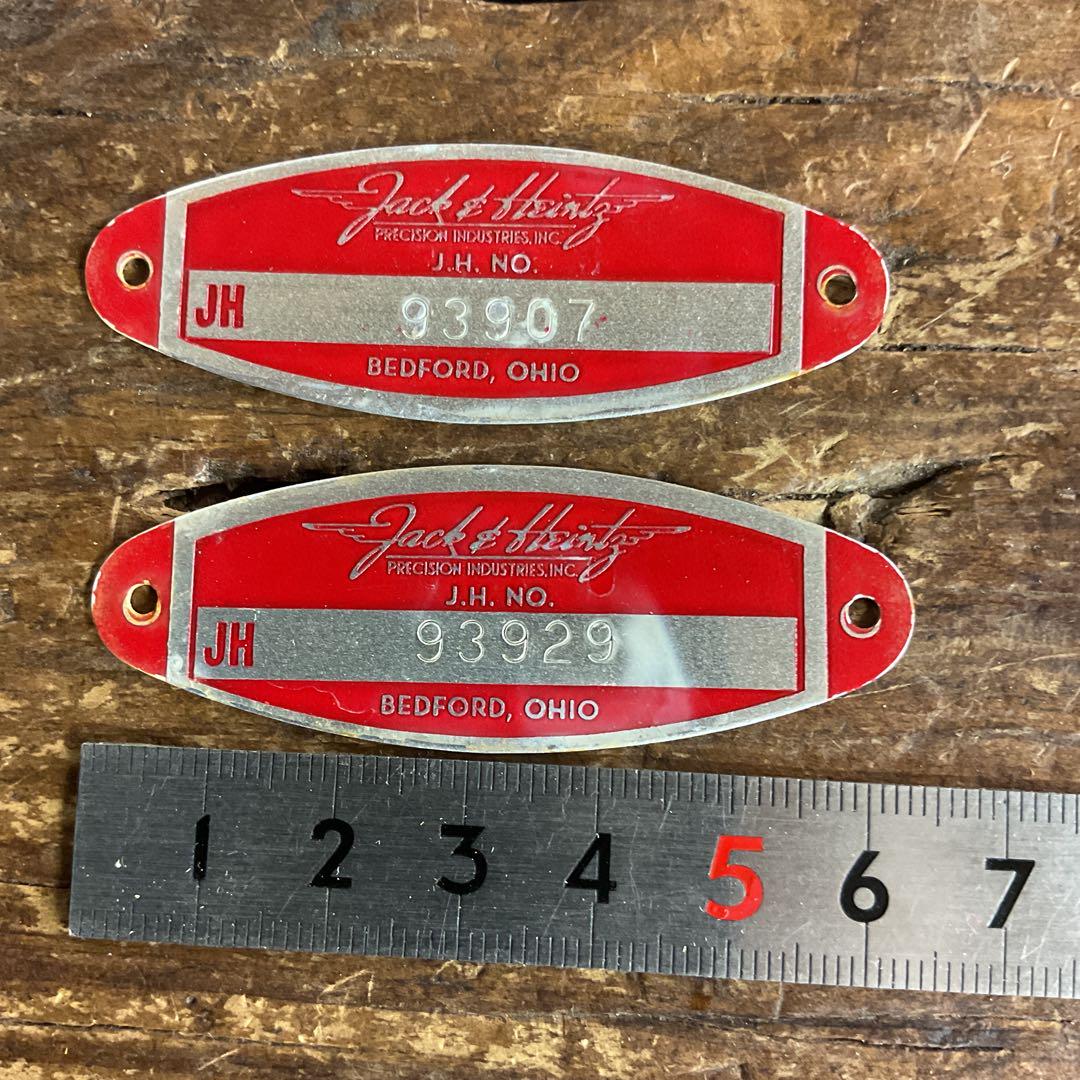 Jack & Heintz
PRECISION INDUSTRIES, INC.
J.H. NO.
JH 93907
BEDFORD, OHIO
Jack & Heintz
PRECISION INDUSTRIES, INC.
J.H. NO.
JH 93929
BEDFORD, OHIO
1 2 3 4 5 6 7